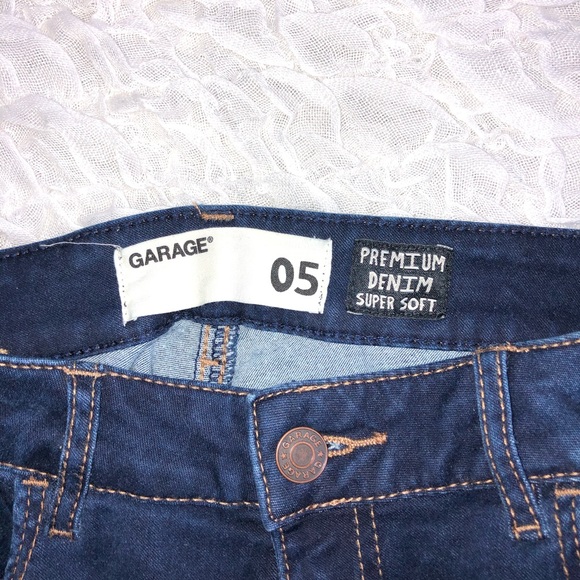 GARAGE®
05
PREMIUM
DENIM
SUPER SOFT
GARAGE